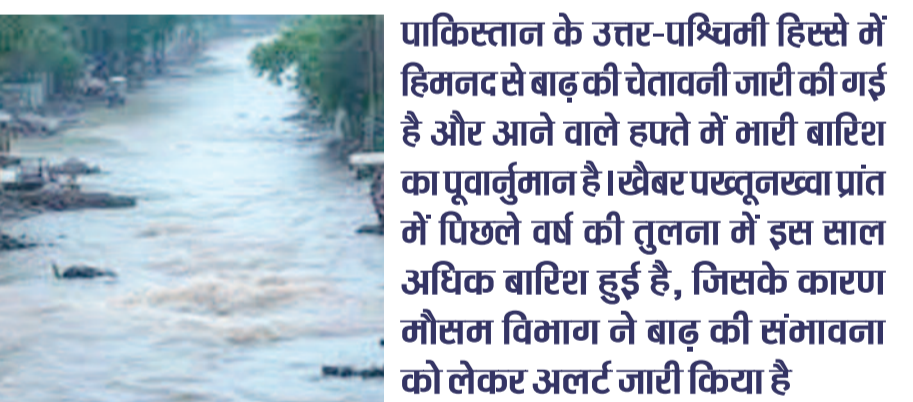 पाकिस्तान के उत्तर-पश्चिमी हिस्से में
हिमनद से बाढ़ की चेतावनी जारी की गई
है और आने वाले हफ्ते में भारी बारिश
का पूवार्नुमान है। खैबर पख्तूनख्वा प्रांत
में पिछले वर्ष की तुलना में इस साल
अधिक बारिश हुई है, जिसके कारण
मौसम विभाग ने बाढ़ की संभावना
को लेकर अलर्ट जारी किया है